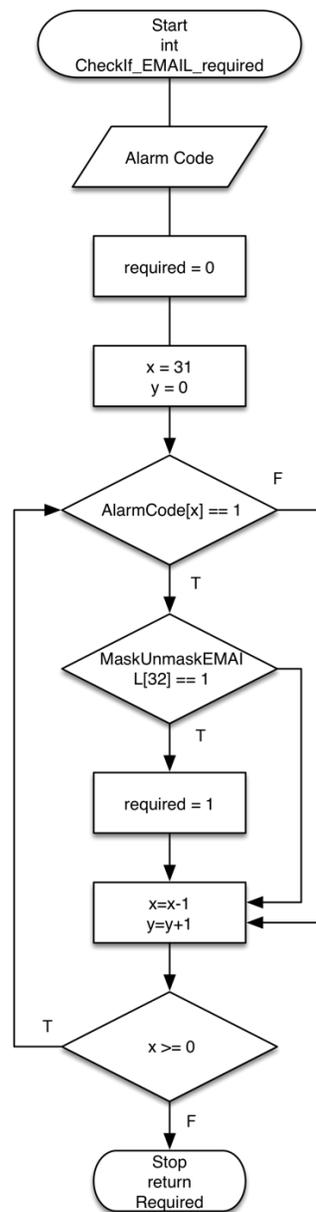 Start
int
CheckIf_EMAIL_required
Alarm Code
required = 0
x = 31
y = 0
F
AlarmCode[x] == 1
T
MaskUnmaskEMAI
L[32] == 1
T
required = 1
x=x-1
y=y+1
T
x >= 0
F
Stop
return
Required